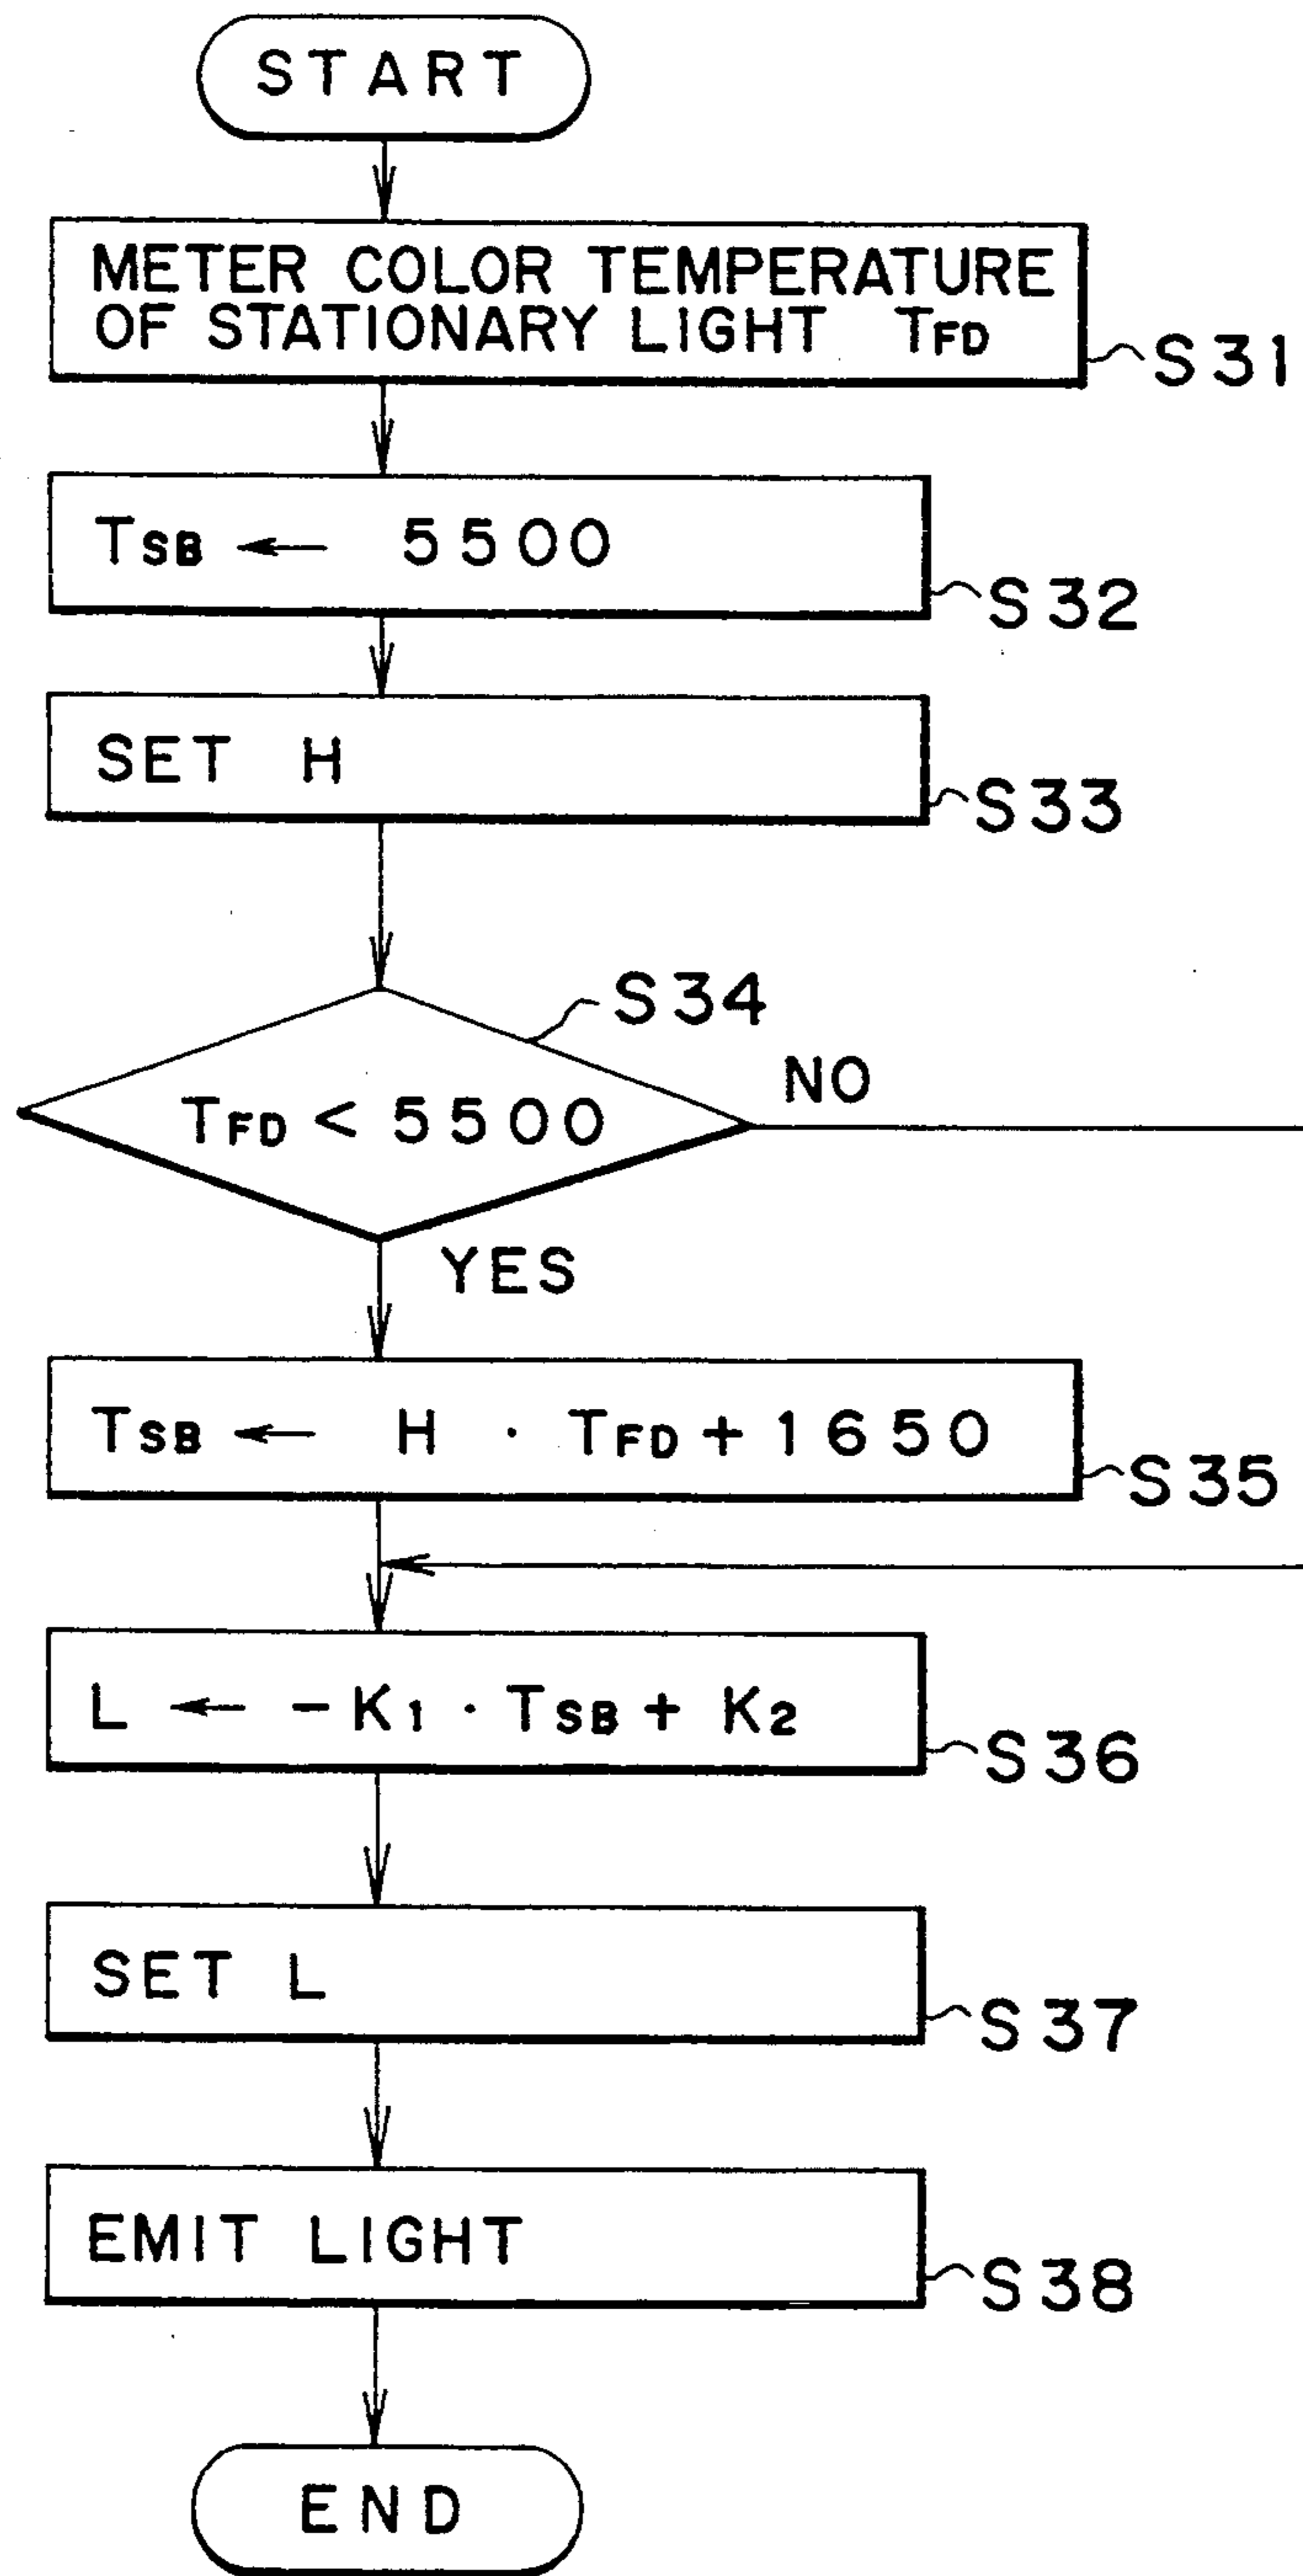 START
METER COLOR TEMPERATURE
OF STATIONARY LIGHT TFD
S31
TSB ← 5500
S32
SET H
S33
S34
TFD < 5500
NO
YES
TSB ← H · TFD + 1650
S35
L ← -K1 · TSB + K2
S36
SET L
S37
EMIT LIGHT
S38
END